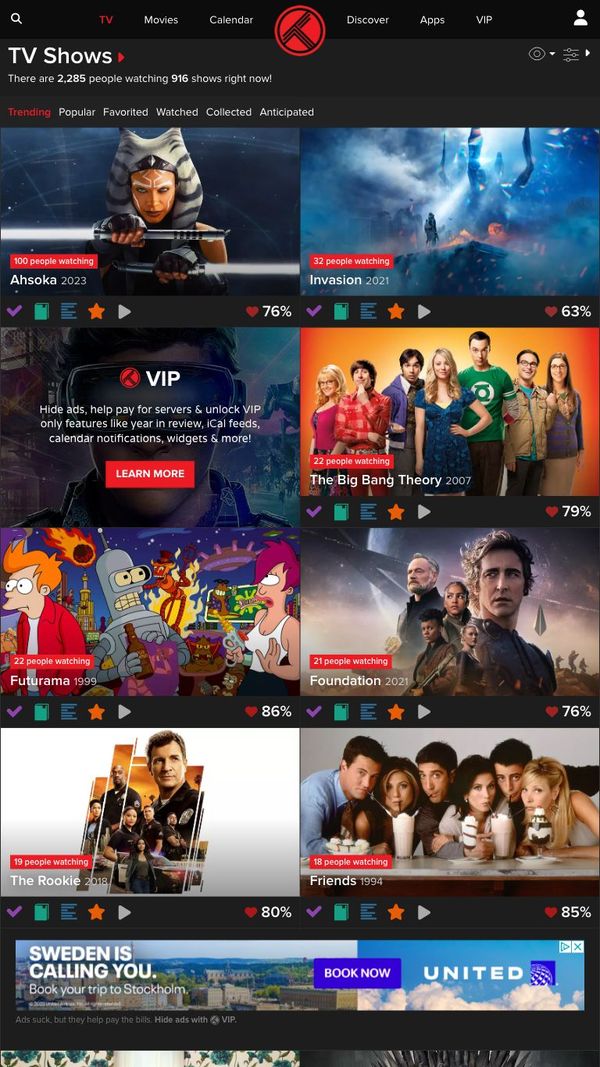 TV Movies Calendar Discover Apps VIP
TV Shows
There are 2,285 people watching 916 shows right now!
Trending Popular Favorited Watched Collected Anticipated
100 people watching
Ahsoka 2023
76%
32 people watching
Invasion 2021
63%
VIP
Hide ads, help pay for servers & unlock VIP
only features like year in review, iCal feeds,
calendar notifications, widgets & more!
LEARN MORE
22 people watching
The Big Bang Theory 2007
79%
22 people watching
Futurama 1999
86%
21 people watching
Foundation 2021
76%
19 people watching
The Rookie 2018
80%
18 people watching
Friends 1994
85%
SWEDEN IS
CALLING YOU.
Book your trip to Stockholm.
BOOK NOW
UNITED
Ads suck, but they help pay the bills. Hide ads with VIP.